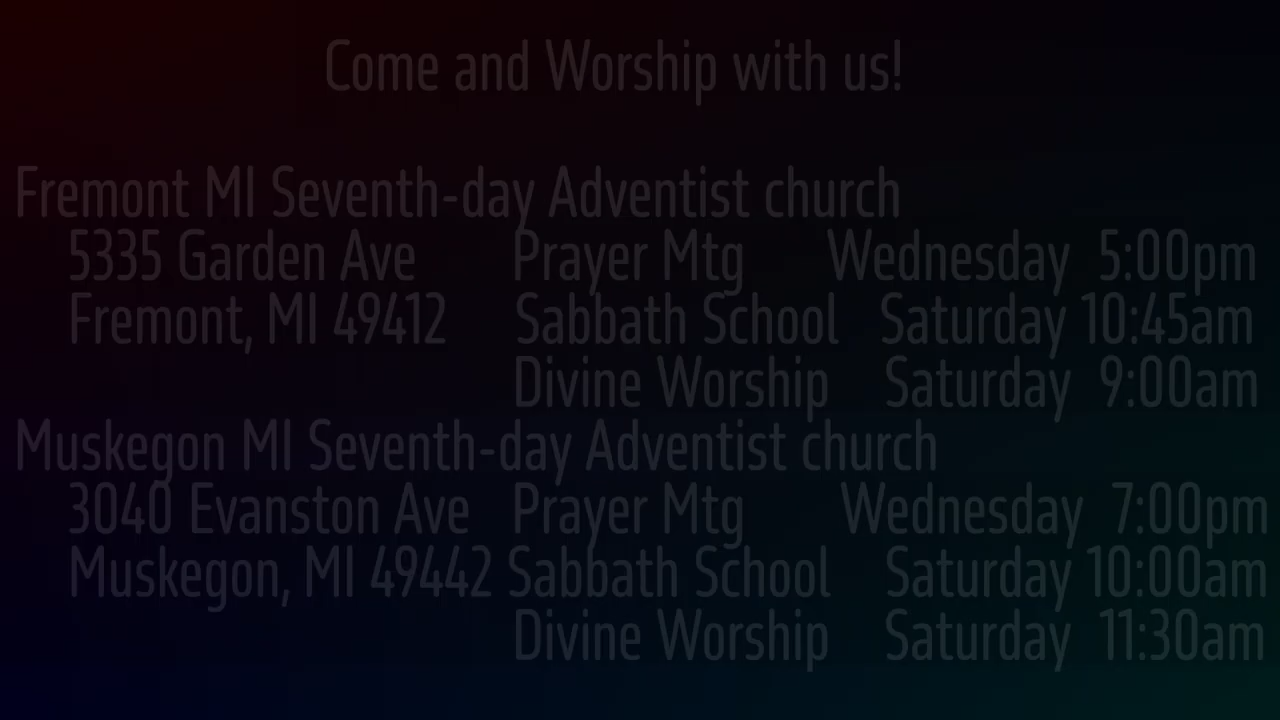 Come and Worship with us!
Fremont MI Seventh-day Adventist church
5335 Garden Ave Prayer Mtg Wednesday 5:00pm
Fremont, MI 49412 Sabbath School Saturday 10:45am
Divine Worship Saturday 9:00am
Muskegon MI Seventh-day Adventist church
3040 Evanston Ave Prayer Mtg Wednesday 7:00pm
Muskegon, MI 49442 Sabbath School Saturday 10:00am
Divine Worship Saturday 11:30am